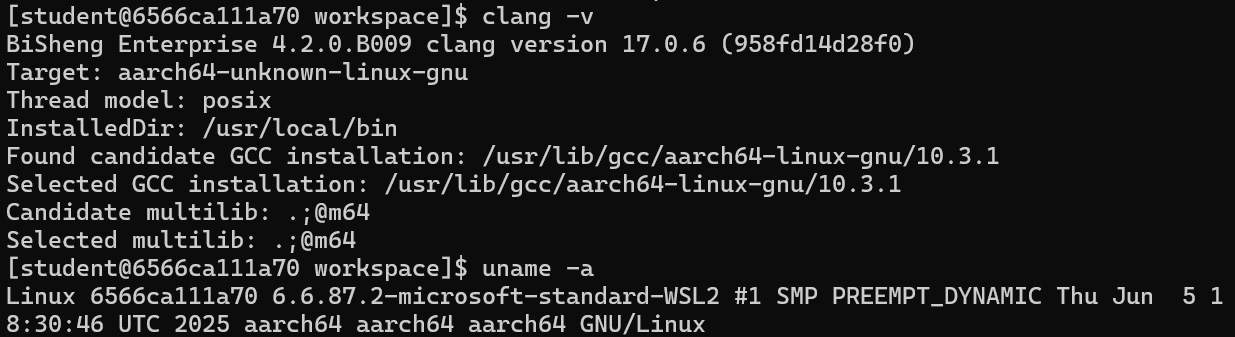 [student@6566ca111a70 workspace]$ clang -v
BiSheng Enterprise 4.2.0.B009 clang version 17.0.6 (958fd14d28f0)
Target: aarch64-unknown-linux-gnu
Thread model: posix
InstalledDir: /usr/local/bin
Found candidate GCC installation: /usr/lib/gcc/aarch64-linux-gnu/10.3.1
Selected GCC installation: /usr/lib/gcc/aarch64-linux-gnu/10.3.1
Candidate multilib: .;@m64
Selected multilib: .;@m64
[student@6566ca111a70 workspace]$ uname -a
Linux 6566ca111a70 6.6.87.2-microsoft-standard-WSL2 #1 SMP PREEMPT_DYNAMIC Thu Jun  5 1
8:30:46 UTC 2025 aarch64 aarch64 aarch64 GNU/Linux